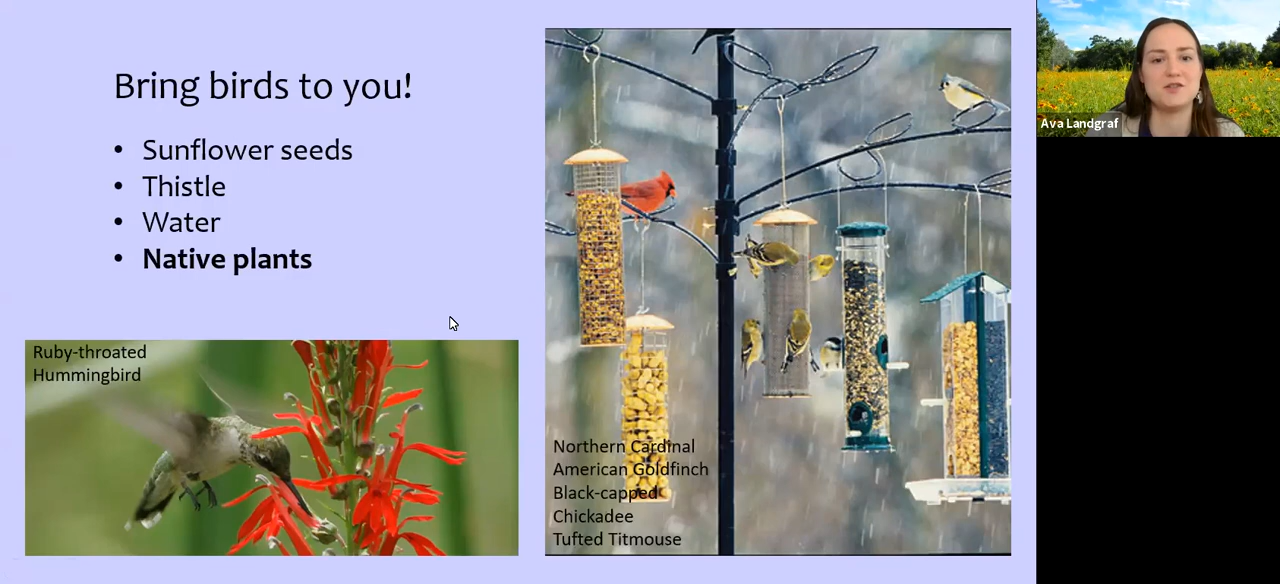 Bring birds to you!
• Sunflower seeds
• Thistle
• Water
• Native plants
Ruby-throated
Hummingbird
Northern Cardinal
American Goldfinch
Black-capped
Chickadee
Tufted Titmouse
Ava Landgraf